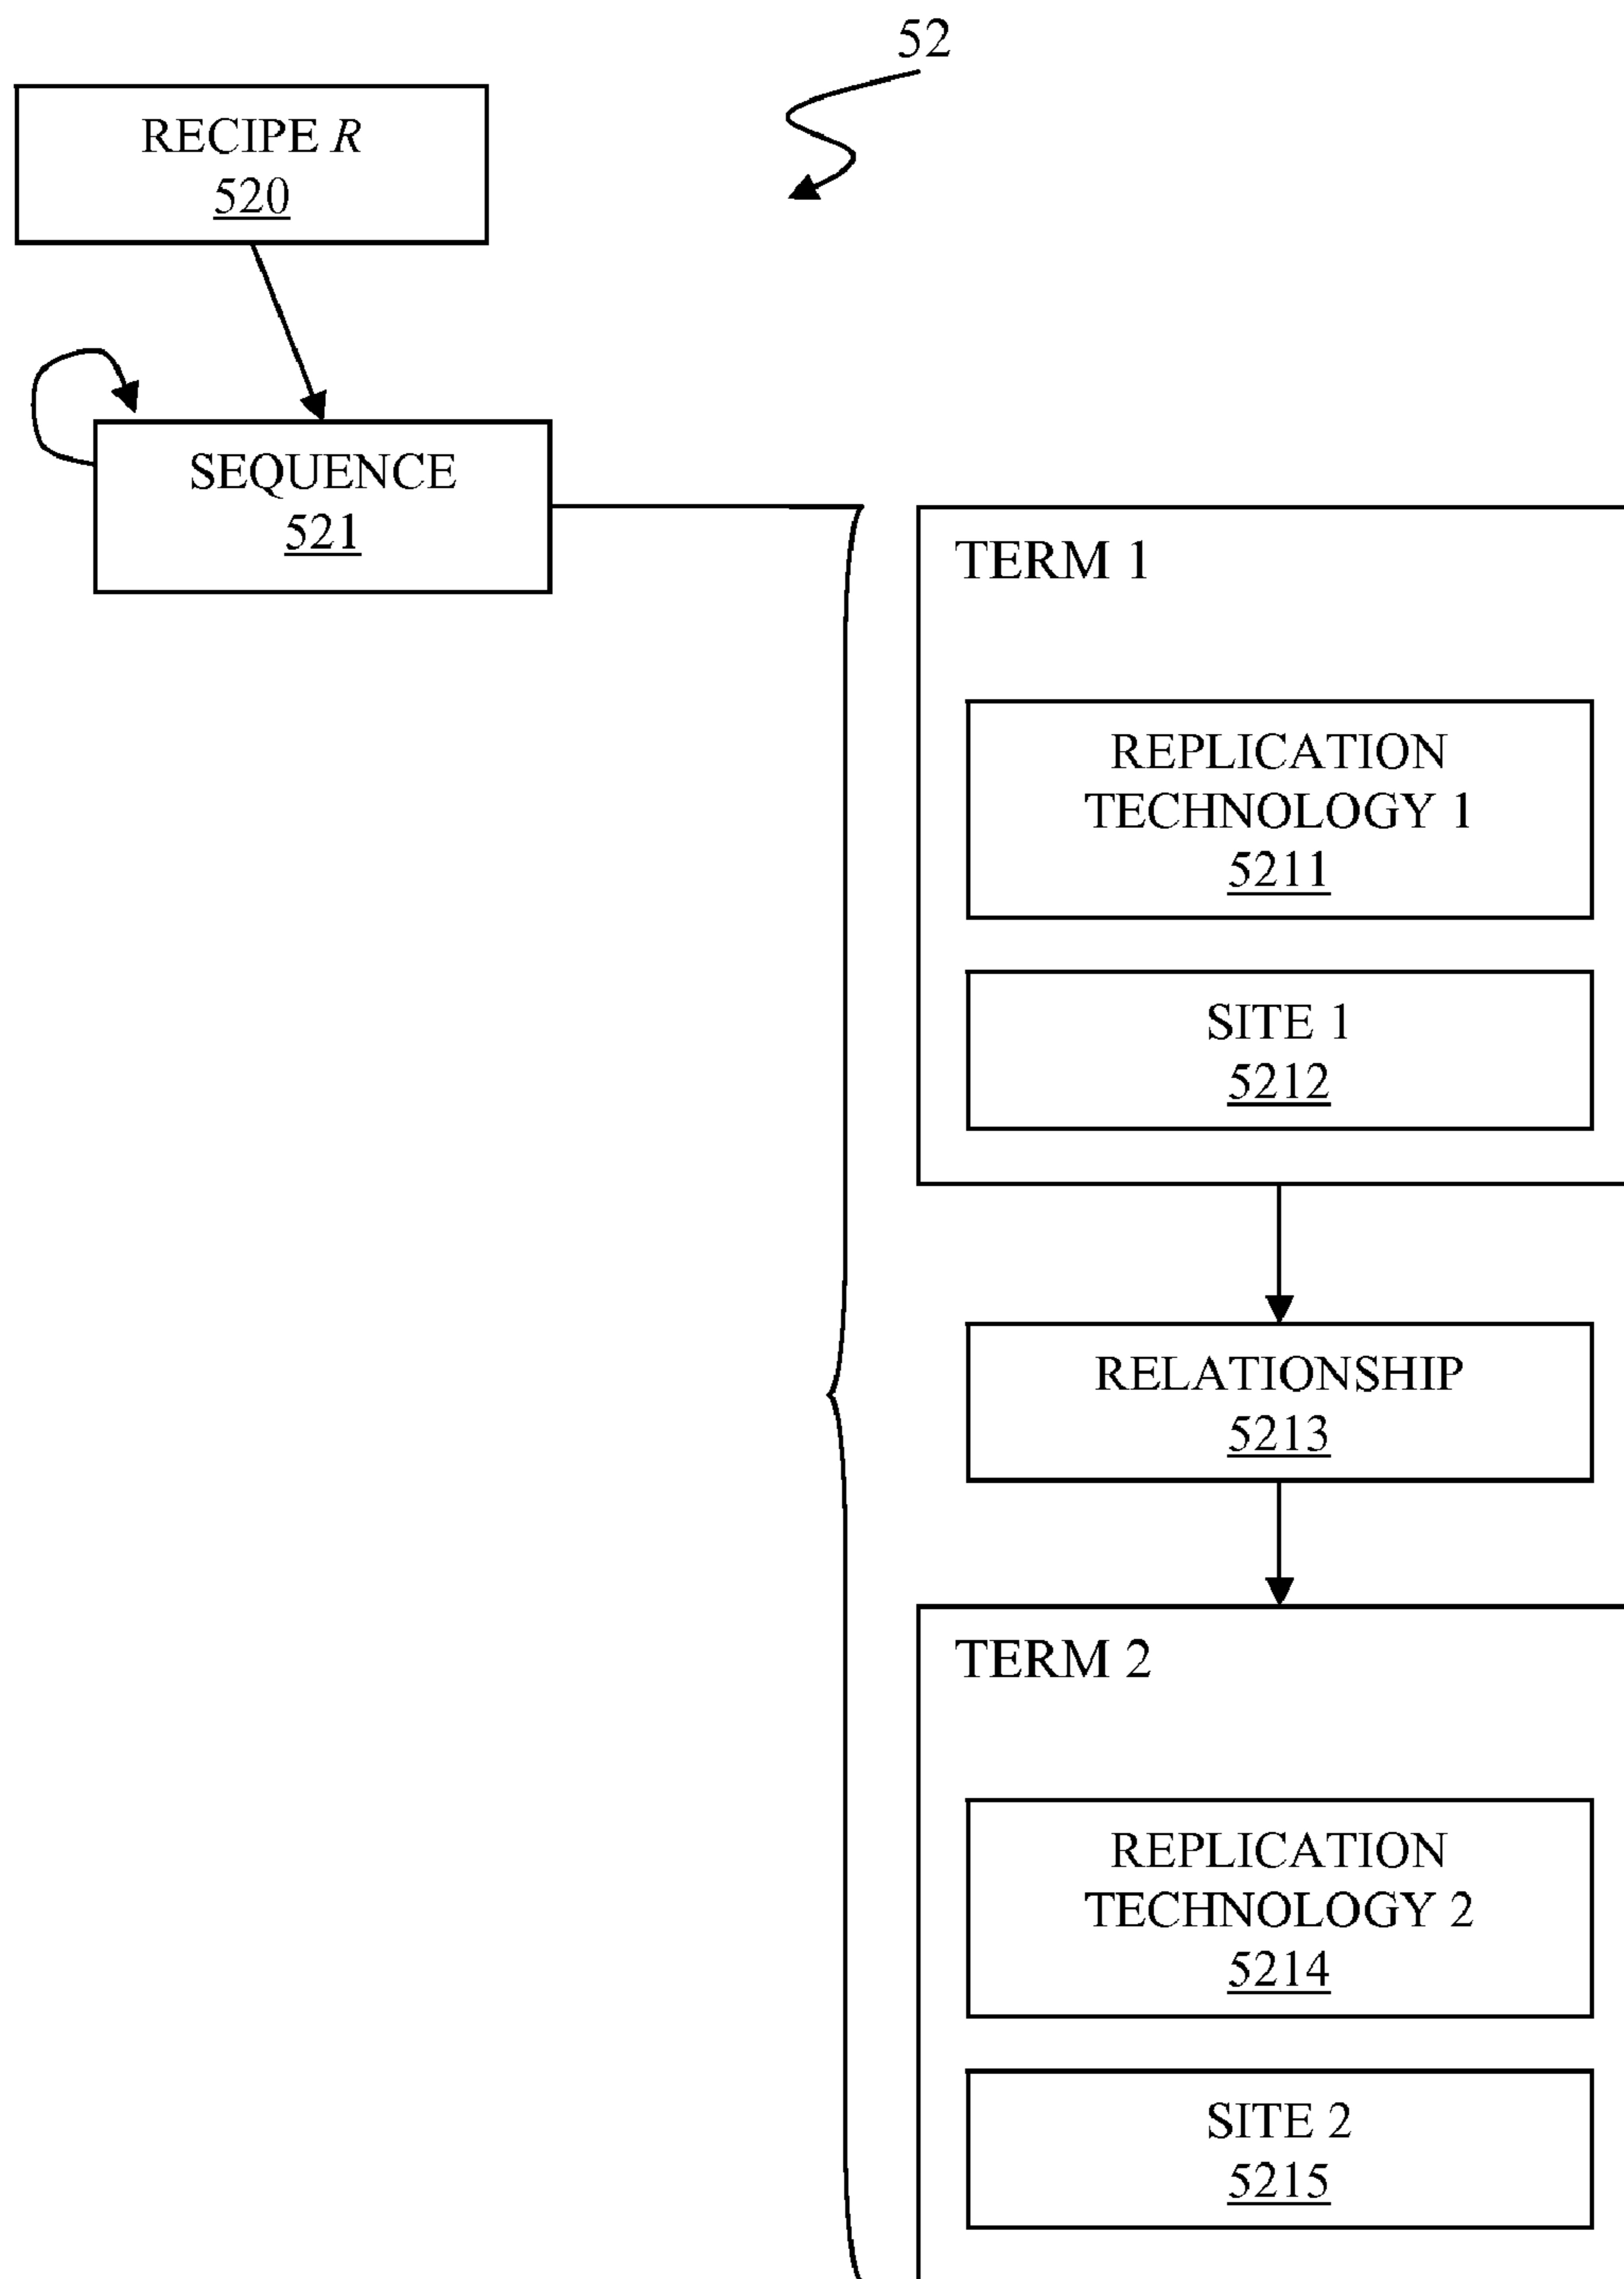 52
RECIPE R
520
SEQUENCE
521
TERM 1
REPLICATION
TECHNOLOGY 1
5211
SITE 1
5212
RELATIONSHIP
5213
TERM 2
REPLICATION
TECHNOLOGY 2
5214
SITE 2
5215